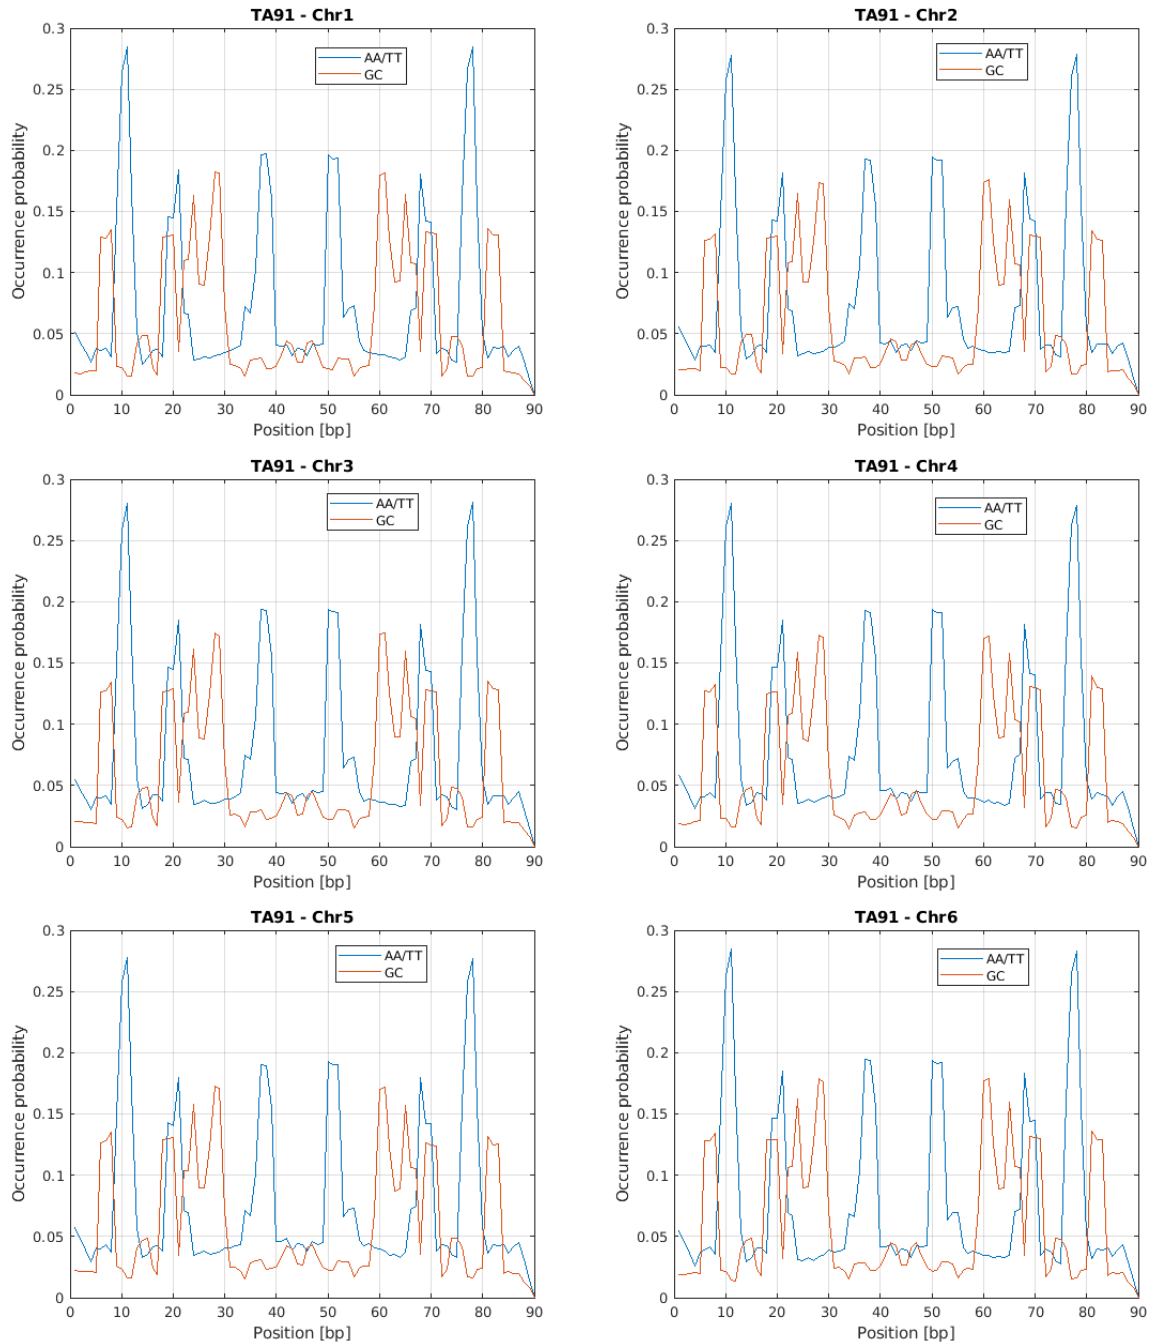 TA91 - Chr1
0.3
0.25
0.2
0.15
0.1
0.05
0
Occurrence probability
AA/TT
GC
0 10 20 30 40 50 60 70 80 90
Position [bp]
TA91 - Chr2
0.3
0.25
0.2
0.15
0.1
0.05
0
Occurrence probability
AA/TT
GC
0 10 20 30 40 50 60 70 80 90
Position [bp]
TA91 - Chr3
0.3
0.25
0.2
0.15
0.1
0.05
0
Occurrence probability
AA/TT
GC
0 10 20 30 40 50 60 70 80 90
Position [bp]
TA91 - Chr4
0.3
0.25
0.2
0.15
0.1
0.05
0
Occurrence probability
AA/TT
GC
0 10 20 30 40 50 60 70 80 90
Position [bp]
TA91 - Chr5
0.3
0.25
0.2
0.15
0.1
0.05
0
Occurrence probability
AA/TT
GC
0 10 20 30 40 50 60 70 80 90
Position [bp]
TA91 - Chr6
0.3
0.25
0.2
0.15
0.1
0.05
0
Occurrence probability
AA/TT
GC
0 10 20 30 40 50 60 70 80 90
Position [bp]